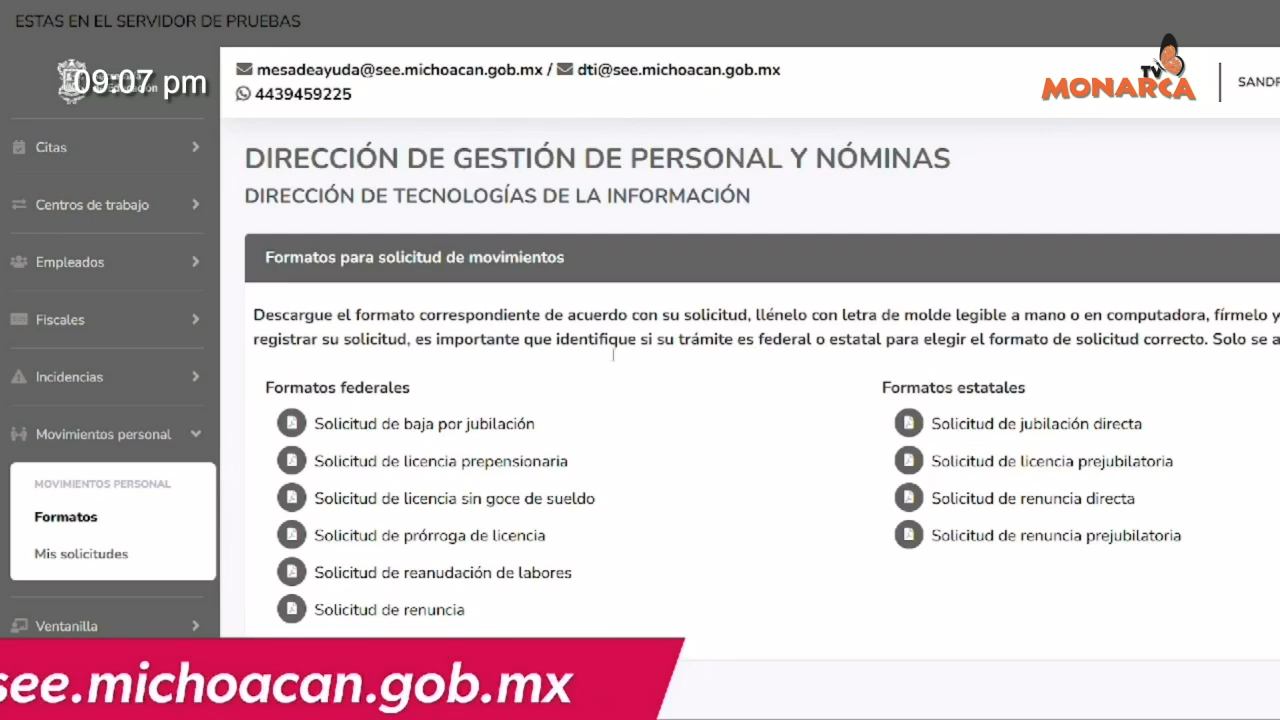 ESTAS EN EL SERVIDOR DE PRUEBAS
09:07 pm
mesadeayuda@see.michoacan.gob.mx / dti@see.michoacan.gob.mx
4439459225
TV
MONARCA
SANDR
Citas
Centros de trabajo
Empleados
Fiscales
Incidencias
Movimientos personal
MOVIMIENTOS PERSONAL
Formatos
Mis solicitudes
Ventanilla
DIRECCIÓN DE GESTIÓN DE PERSONAL Y NÓMINAS
DIRECCIÓN DE TECNOLOGÍAS DE LA INFORMACIÓN
Formatos para solicitud de movimientos
Descargue el formato correspondiente de acuerdo con su solicitud, llénelo con letra de molde legible a mano o en computadora, fírmelo y
registrar su solicitud, es importante que identifique si su trámite es federal o estatal para elegir el formato de solicitud correcto. Solo se a
Formatos federales
Solicitud de baja por jubilación
Solicitud de licencia prepensionaria
Solicitud de licencia sin goce de sueldo
Solicitud de prórroga de licencia
Solicitud de reanudación de labores
Solicitud de renuncia
Formatos estatales
Solicitud de jubilación directa
Solicitud de licencia prejubilatoria
Solicitud de renuncia directa
Solicitud de renuncia prejubilatoria
see.michoacan.gob.mx